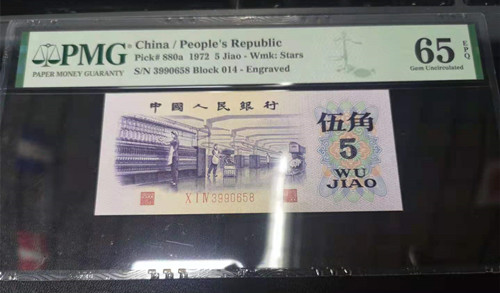 PMG
PAPER MONEY GUARANTY
China / People's Republic
Pick# 880a 1972 5 Jiao - Wmk: Stars
S/N 3990658 Block 014 - Engraved
65 EPQ
Gem Uncirculated
中國人民銀行
伍角
5
WU
JIAO
X I IV 3990658